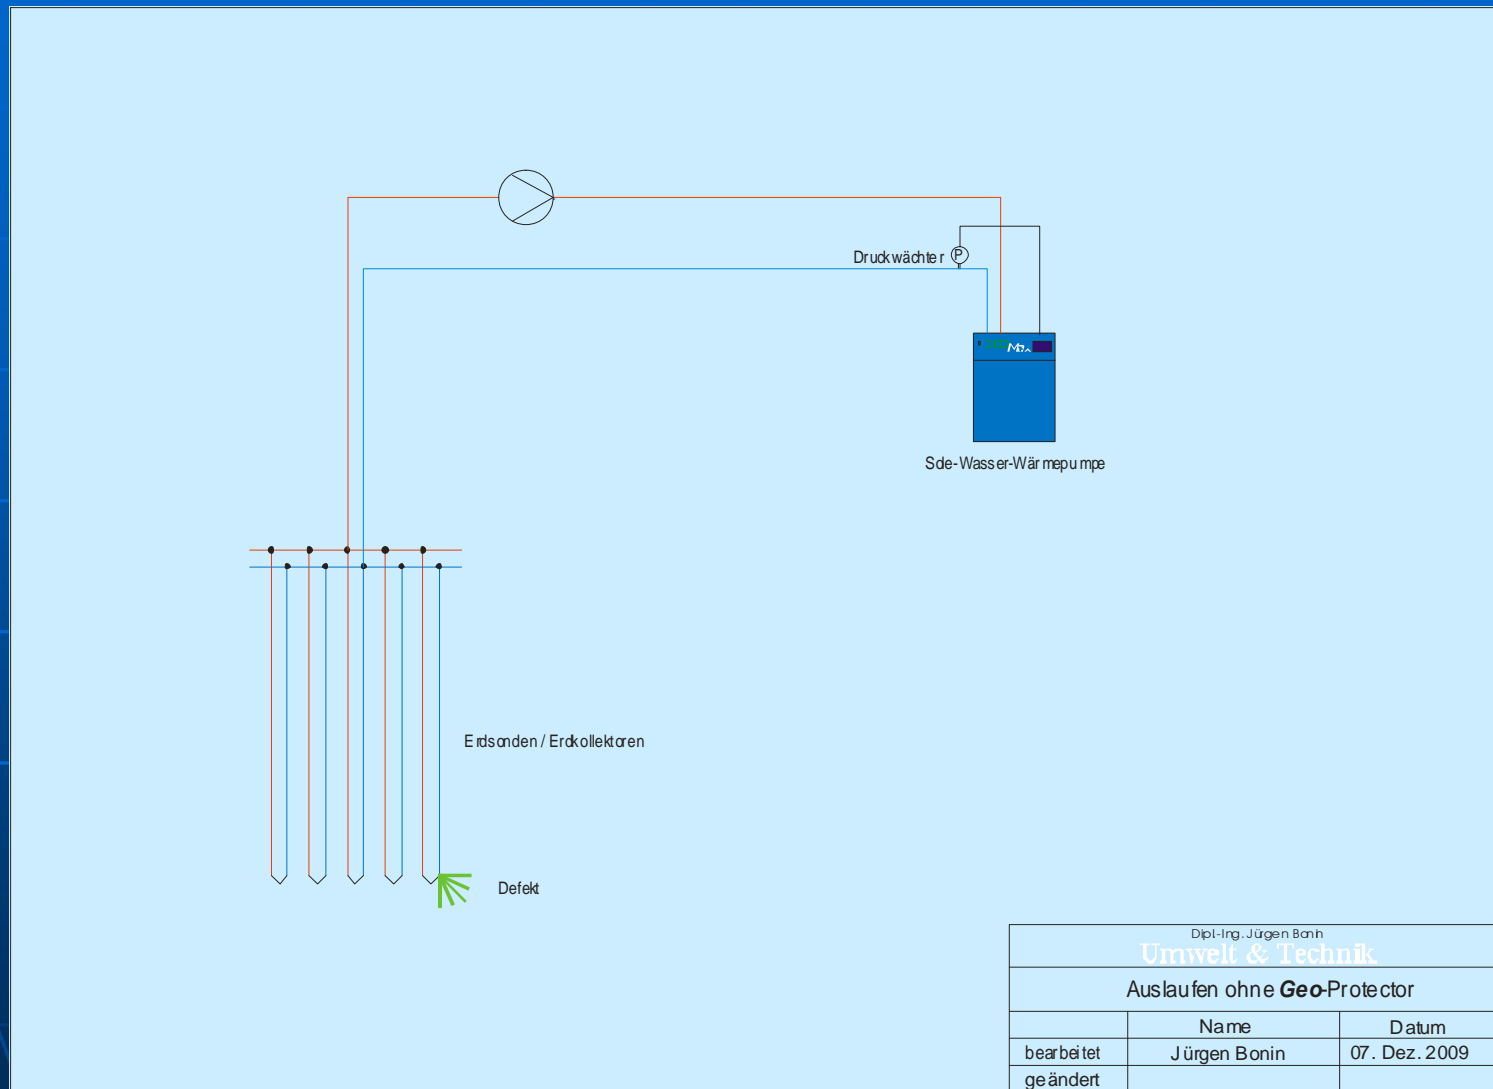 Druckwächter P
Sole-Wasser-Wärmepumpe
Erdsonden / Erdkollektoren
Defekt
Dipl.-Ing. Jürgen Bonin
Umwelt & Technik
Auslaufen ohne Geo-Protector
Name Datum
bearbeitet Jürgen Bonin 07. Dez. 2009
geändert